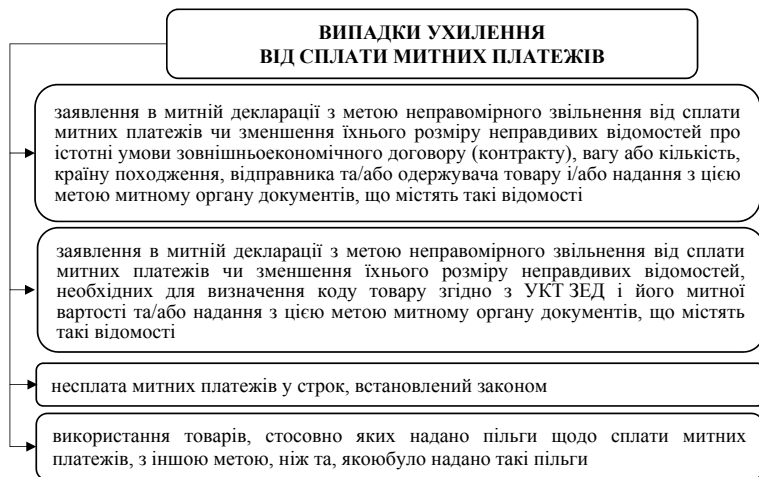 ВИПАДКИ УХИЛЕННЯ
ВІД СПЛАТИ МИТНИХ ПЛАТЕЖІВ
заявлення в митній декларації з метою неправомірного звільнення від сплати
митних платежів чи зменшення їхнього розміру неправдивих відомостей про
істотні умови зовнішньоекономічного договору (контракту), вагу або кількість,
країну походження, відправника та/або одержувача товару і/або надання з цією
метою митному органу документів, що містять такі відомості
заявлення в митній декларації з метою неправомірного звільнення від сплати
митних платежів чи зменшення їхнього розміру неправдивих відомостей,
необхідних для визначення коду товару згідно з УКТ ЗЕД і його митної
вартості та/або надання з цією метою митному органу документів, що містять
такі відомості
несплата митних платежів у строк, встановлений законом
використання товарів, стосовно яких надано пільги щодо сплати митних
платежів, з іншою метою, ніж та, якоюбуло надано такі пільги